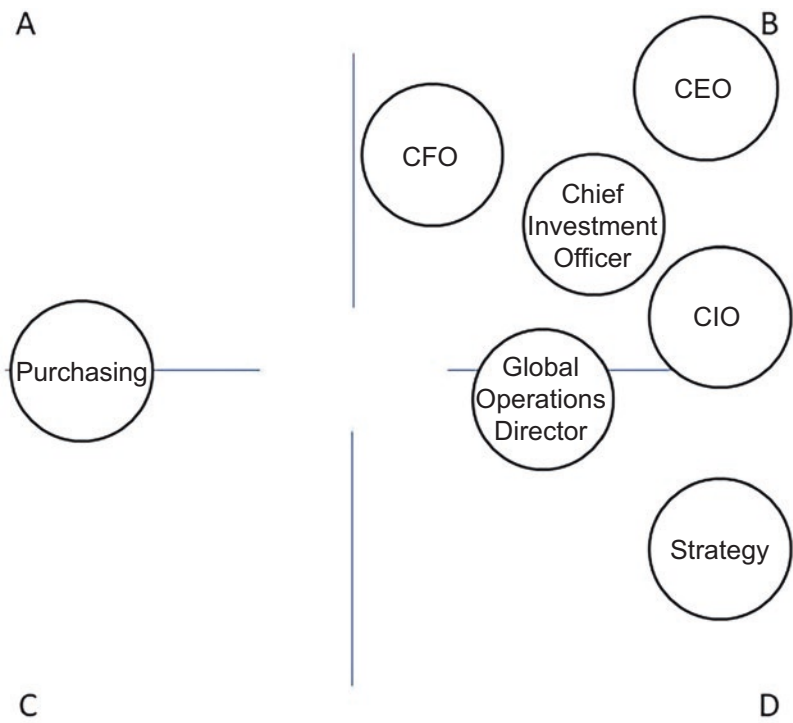 A
B
CEO
CFO
Chief
Investment
Officer
CIO
Purchasing
Global
Operations
Director
Strategy
C
D